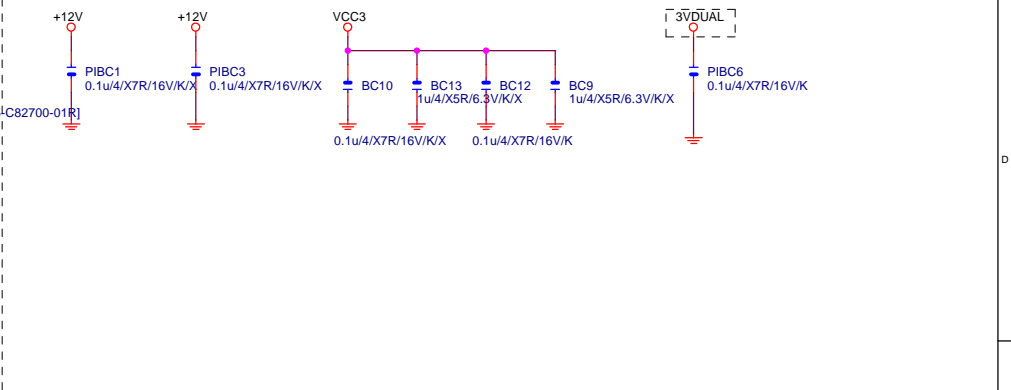 +12V
+12V
VCC3
3VDUAL
PIBC1
0.1u/4/X7R/16V/K/X
PIBC3
0.1u/4/X7R/16V/K/X
BC10
BC13
1u/4/X5R/6.3V/K/X
BC12
BC9
1u/4/X5R/6.3V/K/X
PIBC6
0.1u/4/X7R/16V/K
-C82700-01R]
0.1u/4/X7R/16V/K/X
0.1u/4/X7R/16V/K
D